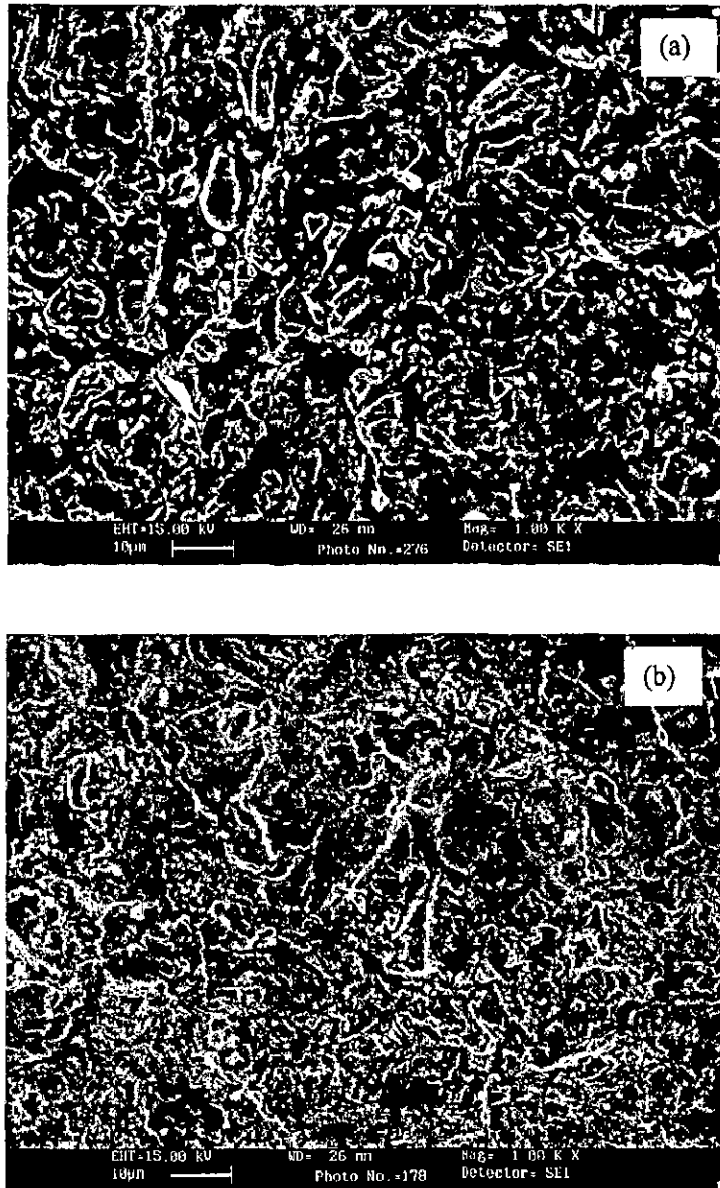 (a)
EHT=15.00 kV WD= 26 mm Mag= 1.00 K X
10µm Photo No.=276 Detector= SE1
(b)
EHT=15.00 kV WD= 26 mm Mag= 1.00 K X
10µm Photo No.=178 Detector= SE1